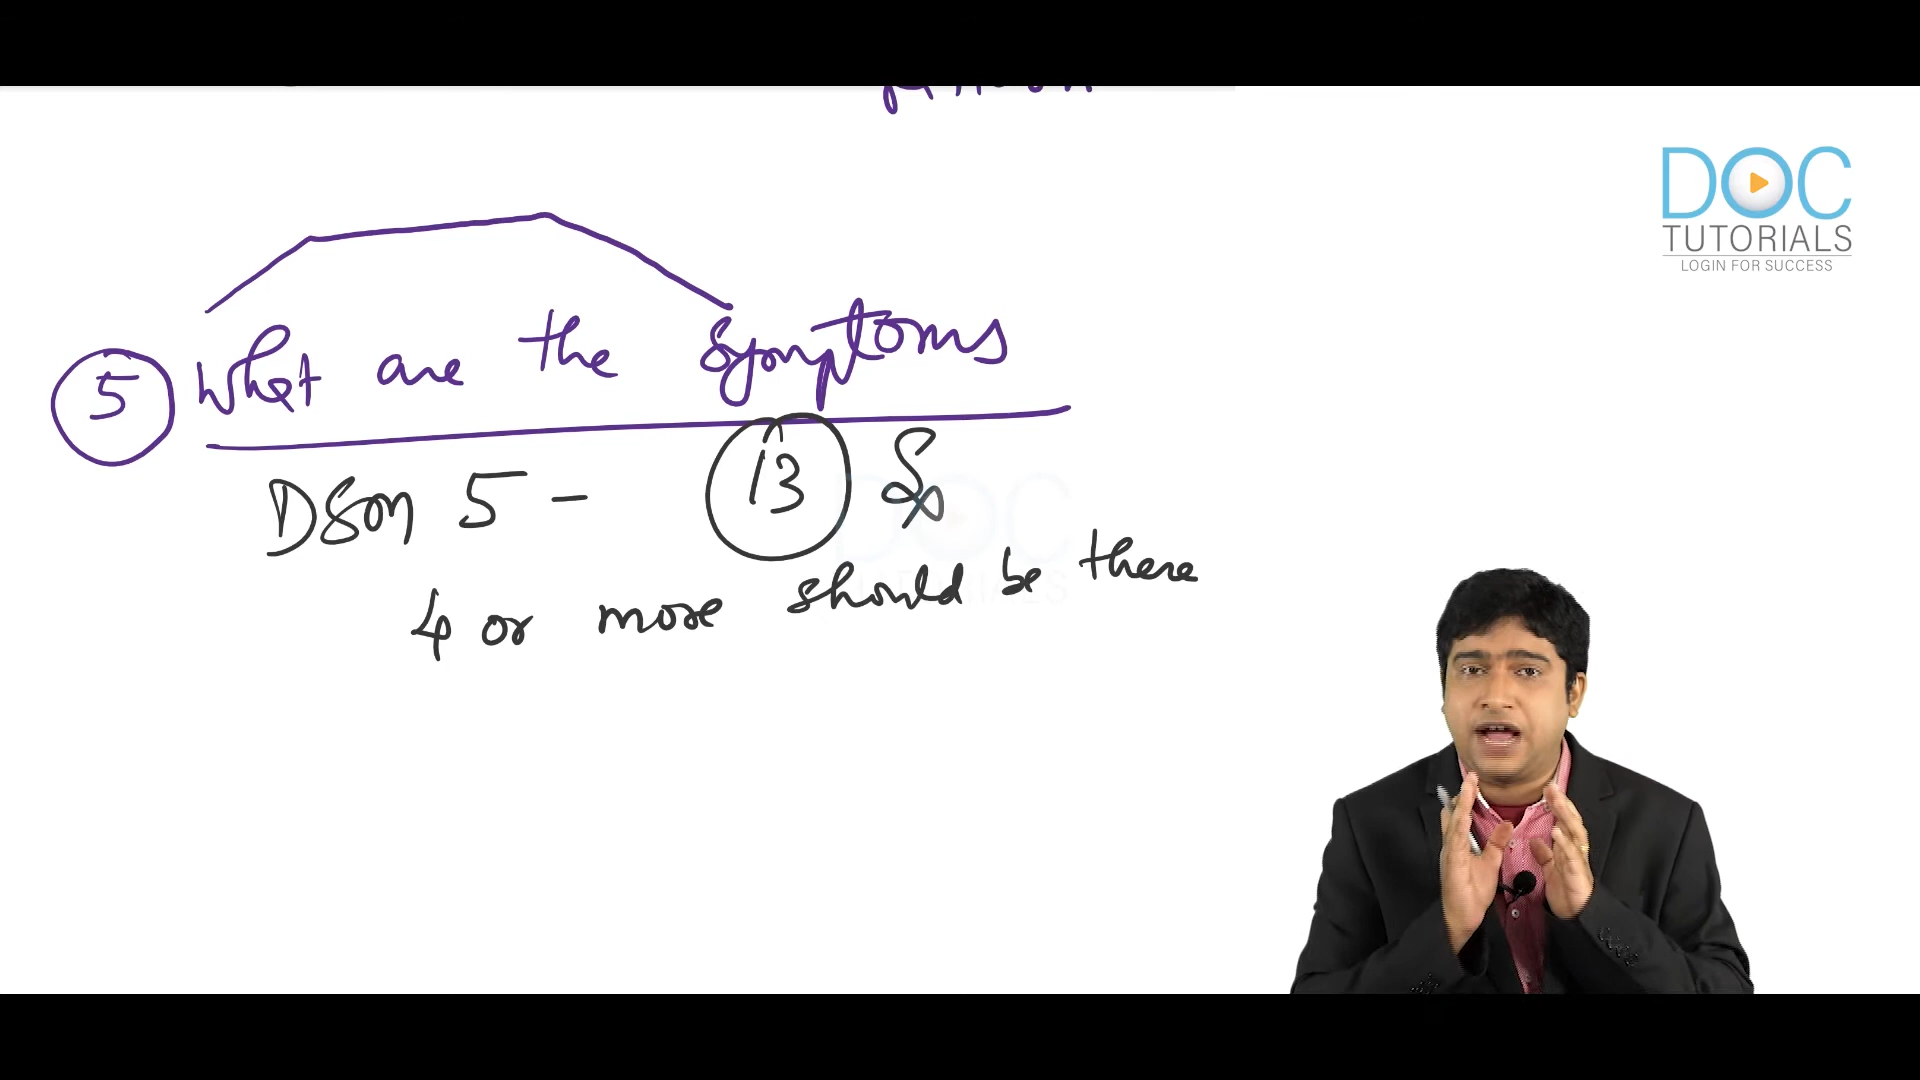 DOC
TUTORIALS
LOGIN FOR SUCCESS
5 What are the Symptoms
DSM 5 - 13
4 or more should be there